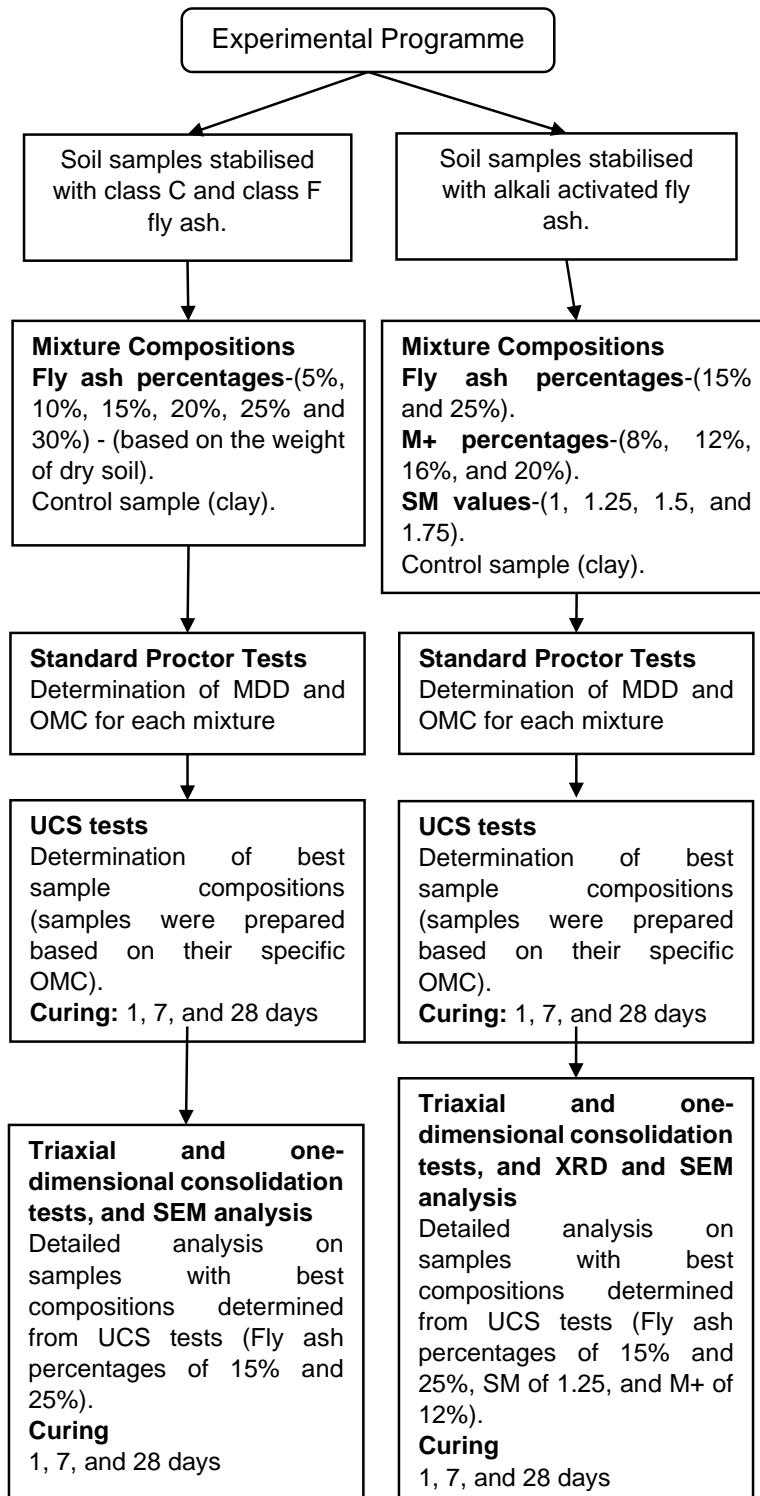 Experimental Programme
Soil samples stabilised
with class C and class F
fly ash.
Soil samples stabilised
with alkali activated fly
ash.
Mixture Compositions
Fly ash percentages-(5%,
10%, 15%, 20%, 25% and
30%) - (based on the weight
of dry soil).
Control sample (clay).
Mixture Compositions
Fly ash percentages-(15%
and 25%).
M+ percentages-(8%, 12%,
16%, and 20%).
SM values-(1, 1.25, 1.5, and
1.75).
Control sample (clay).
Standard Proctor Tests
Determination of MDD and
OMC for each mixture
Standard Proctor Tests
Determination of MDD and
OMC for each mixture
UCS tests
Determination of best
sample compositions
(samples were prepared
based on their specific
OMC).
Curing: 1, 7, and 28 days
UCS tests
Determination of best
sample compositions
(samples were prepared
based on their specific
OMC).
Curing: 1, 7, and 28 days
Triaxial and one-
dimensional consolidation
tests, and SEM analysis
Detailed analysis on
samples with best
compositions determined
from UCS tests (Fly ash
percentages of 15% and
25%).
Curing
1, 7, and 28 days
Triaxial and one-
dimensional consolidation
tests, and XRD and SEM
analysis
Detailed analysis on
samples with best
compositions determined
from UCS tests (Fly ash
percentages of 15% and
25%, SM of 1.25, and M+ of
12%).
Curing
1, 7, and 28 days